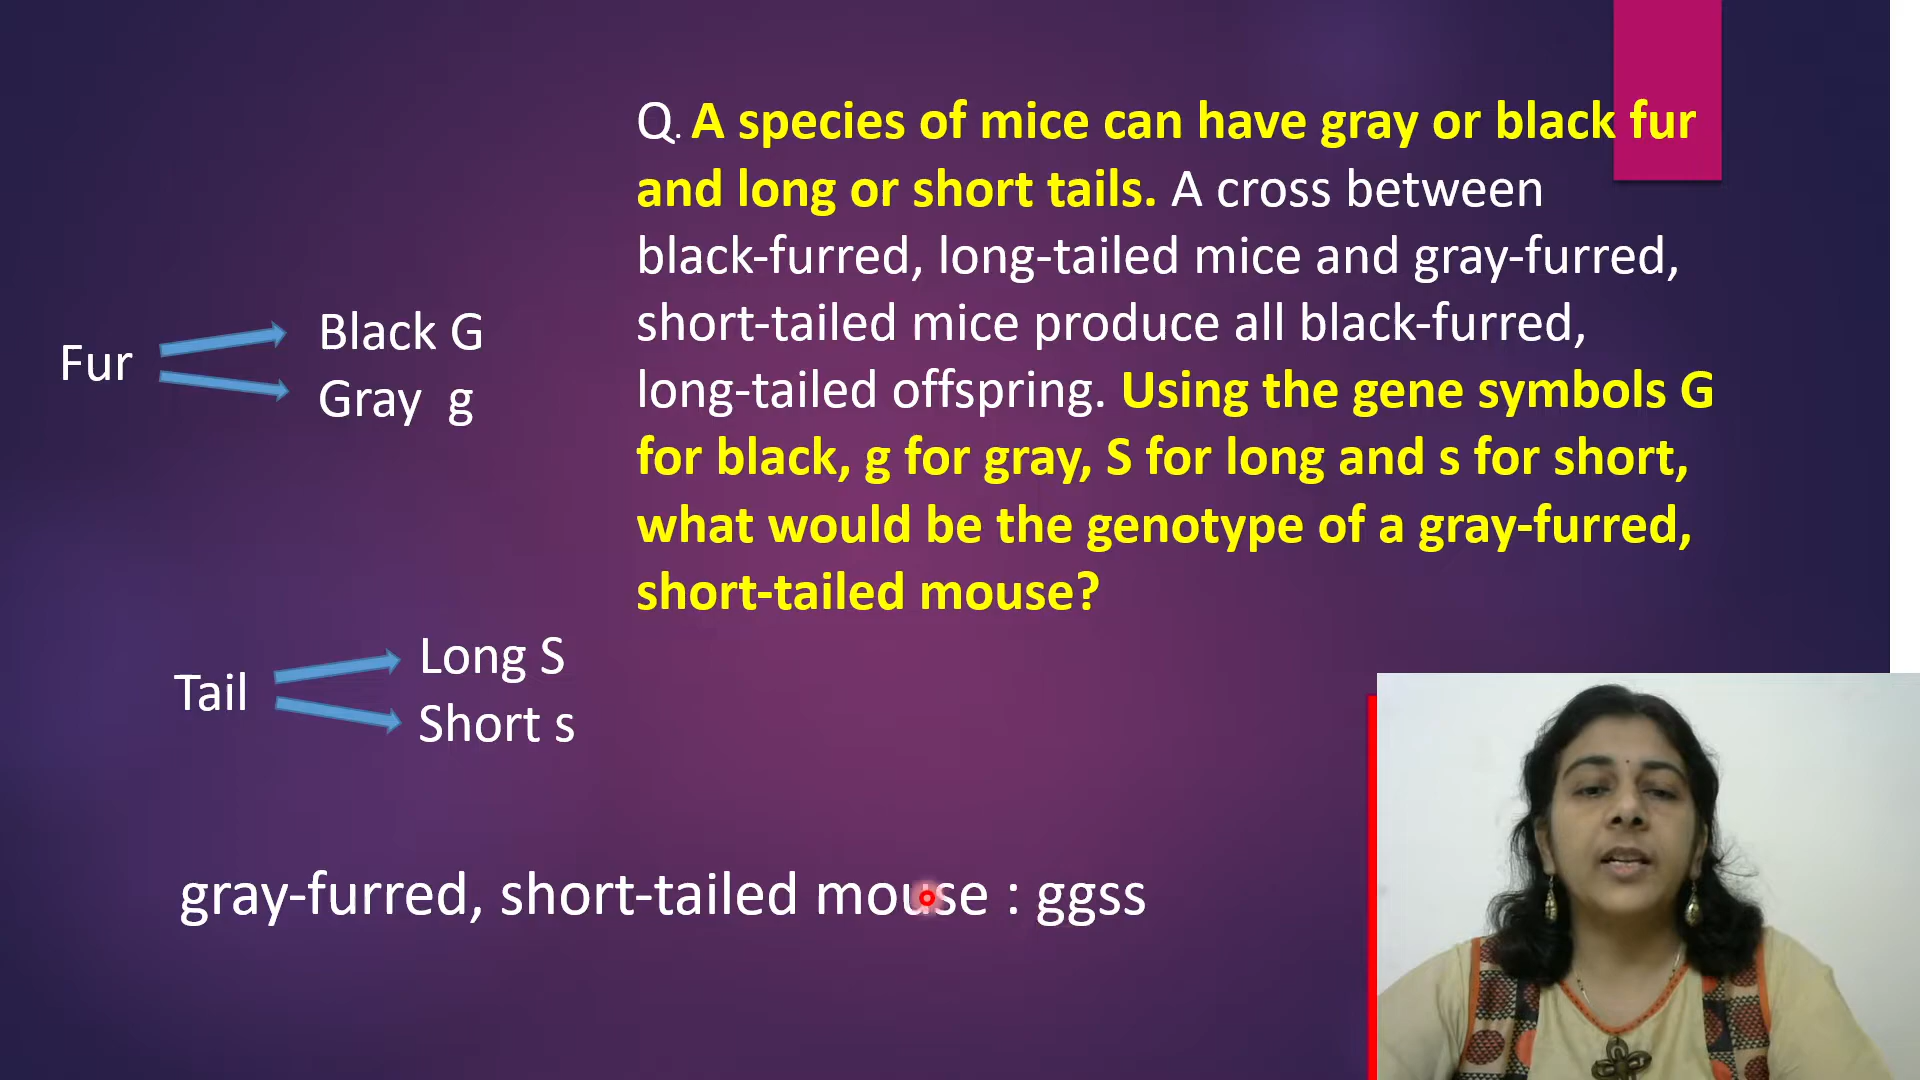 Q. A species of mice can have gray or black fur
and long or short tails. A cross between
black-furred, long-tailed mice and gray-furred,
short-tailed mice produce all black-furred,
long-tailed offspring. Using the gene symbols G
for black, g for gray, S for long and s for short,
what would be the genotype of a gray-furred,
short-tailed mouse?
Fur
Black G
Gray g
Tail
Long S
Short s
gray-furred, short-tailed mouse : ggss